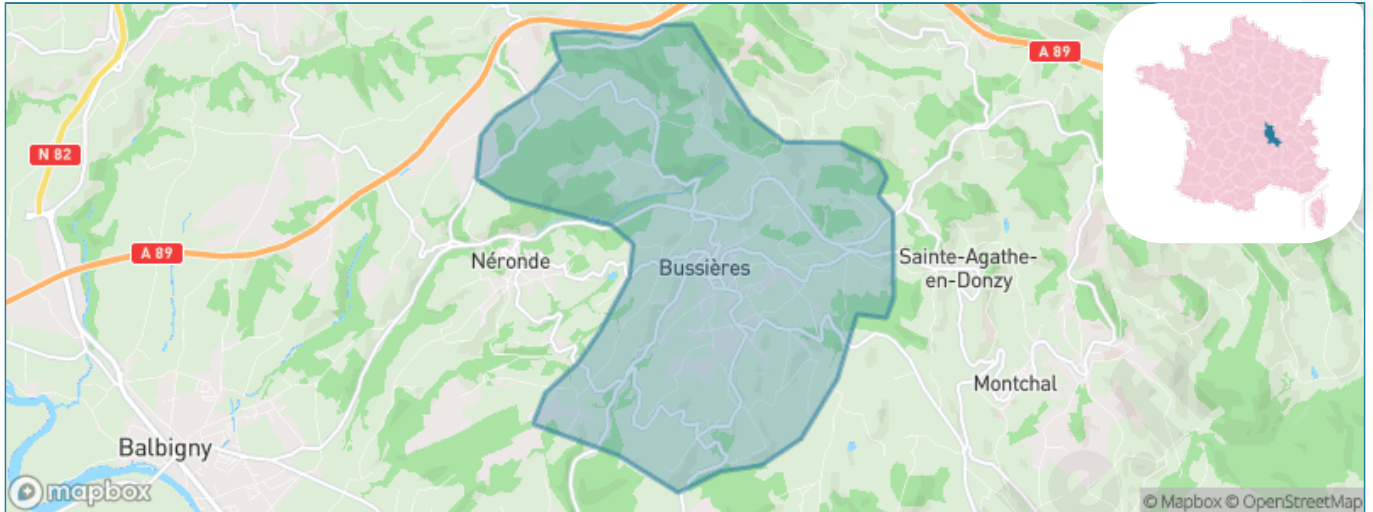 A 89
N 82
A 89
Néronde
Bussières
Sainte-Agathe-
en-Donzy
Montchal
Balbigny
mapbox
© Mapbox © OpenStreetMap